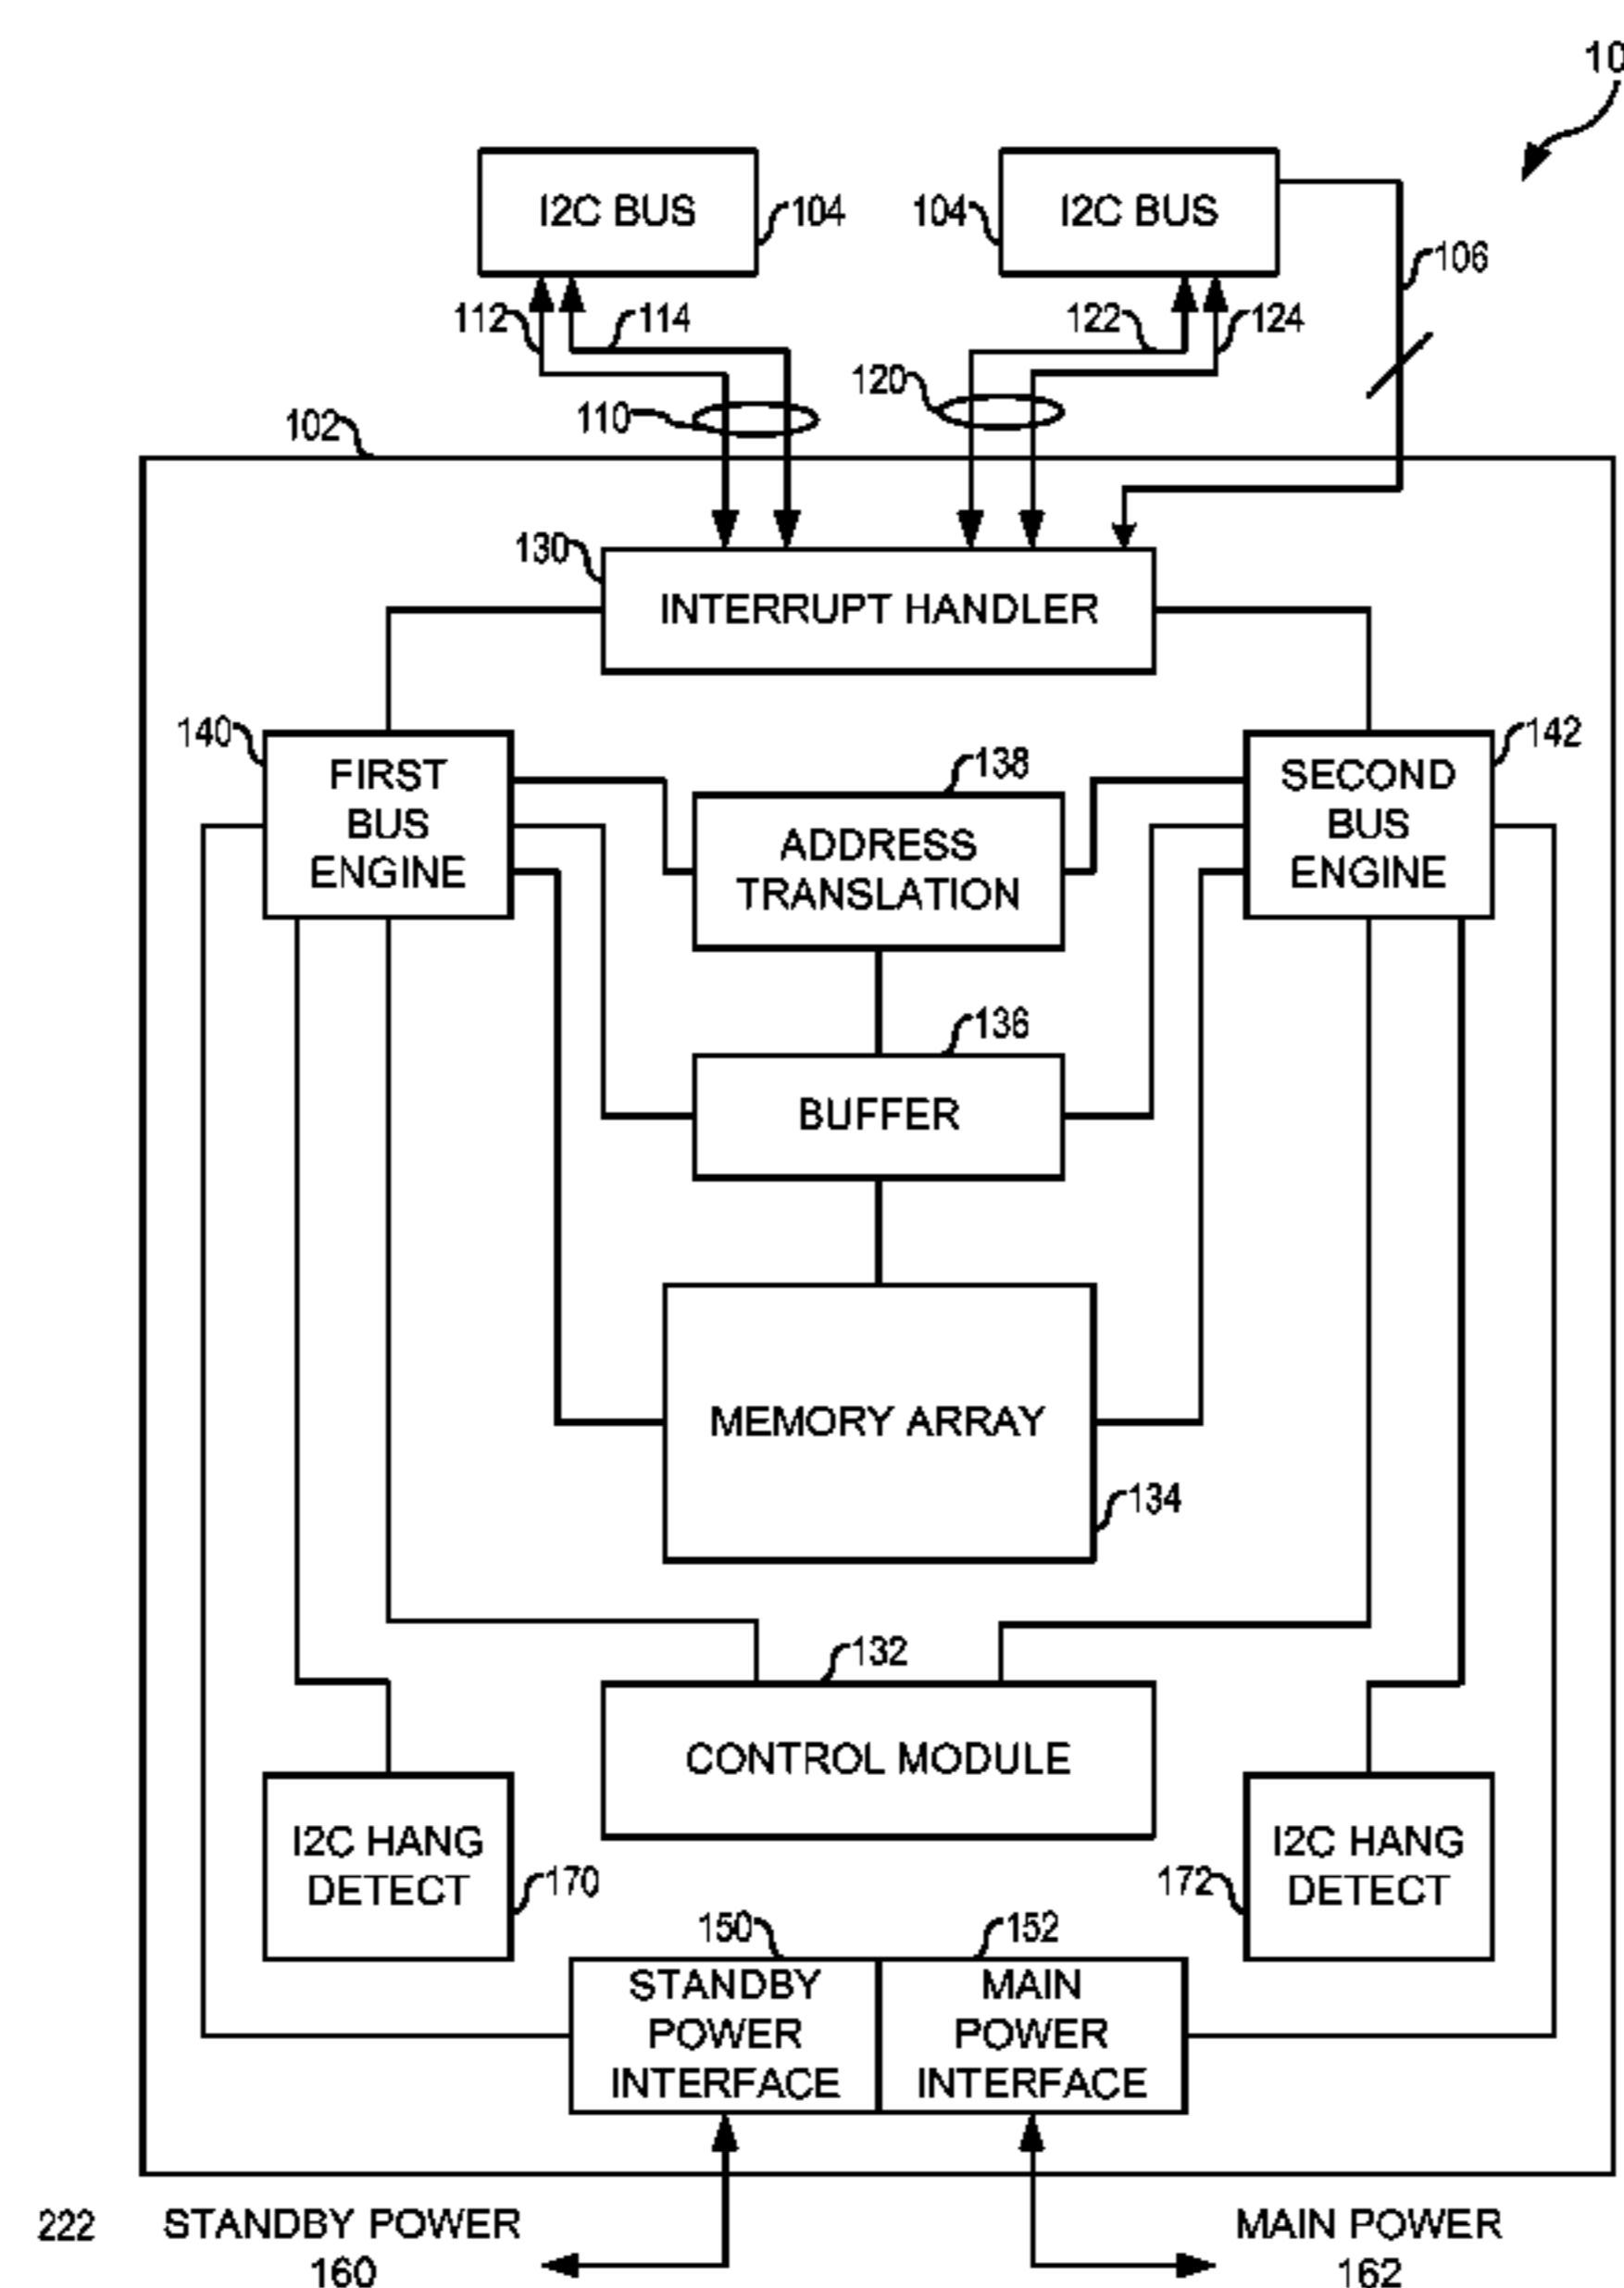 10
I2C BUS
104
104
I2C BUS
106
112
114
122
124
110
120
102
130
INTERRUPT HANDLER
140
FIRST
BUS
ENGINE
138
ADDRESS
TRANSLATION
SECOND
BUS
ENGINE
142
136
BUFFER
MEMORY ARRAY
134
132
CONTROL MODULE
I2C HANG
DETECT
170
172
I2C HANG
DETECT
150
152
STANDBY
POWER
INTERFACE
MAIN
POWER
INTERFACE
222
STANDBY POWER
160
MAIN POWER
162